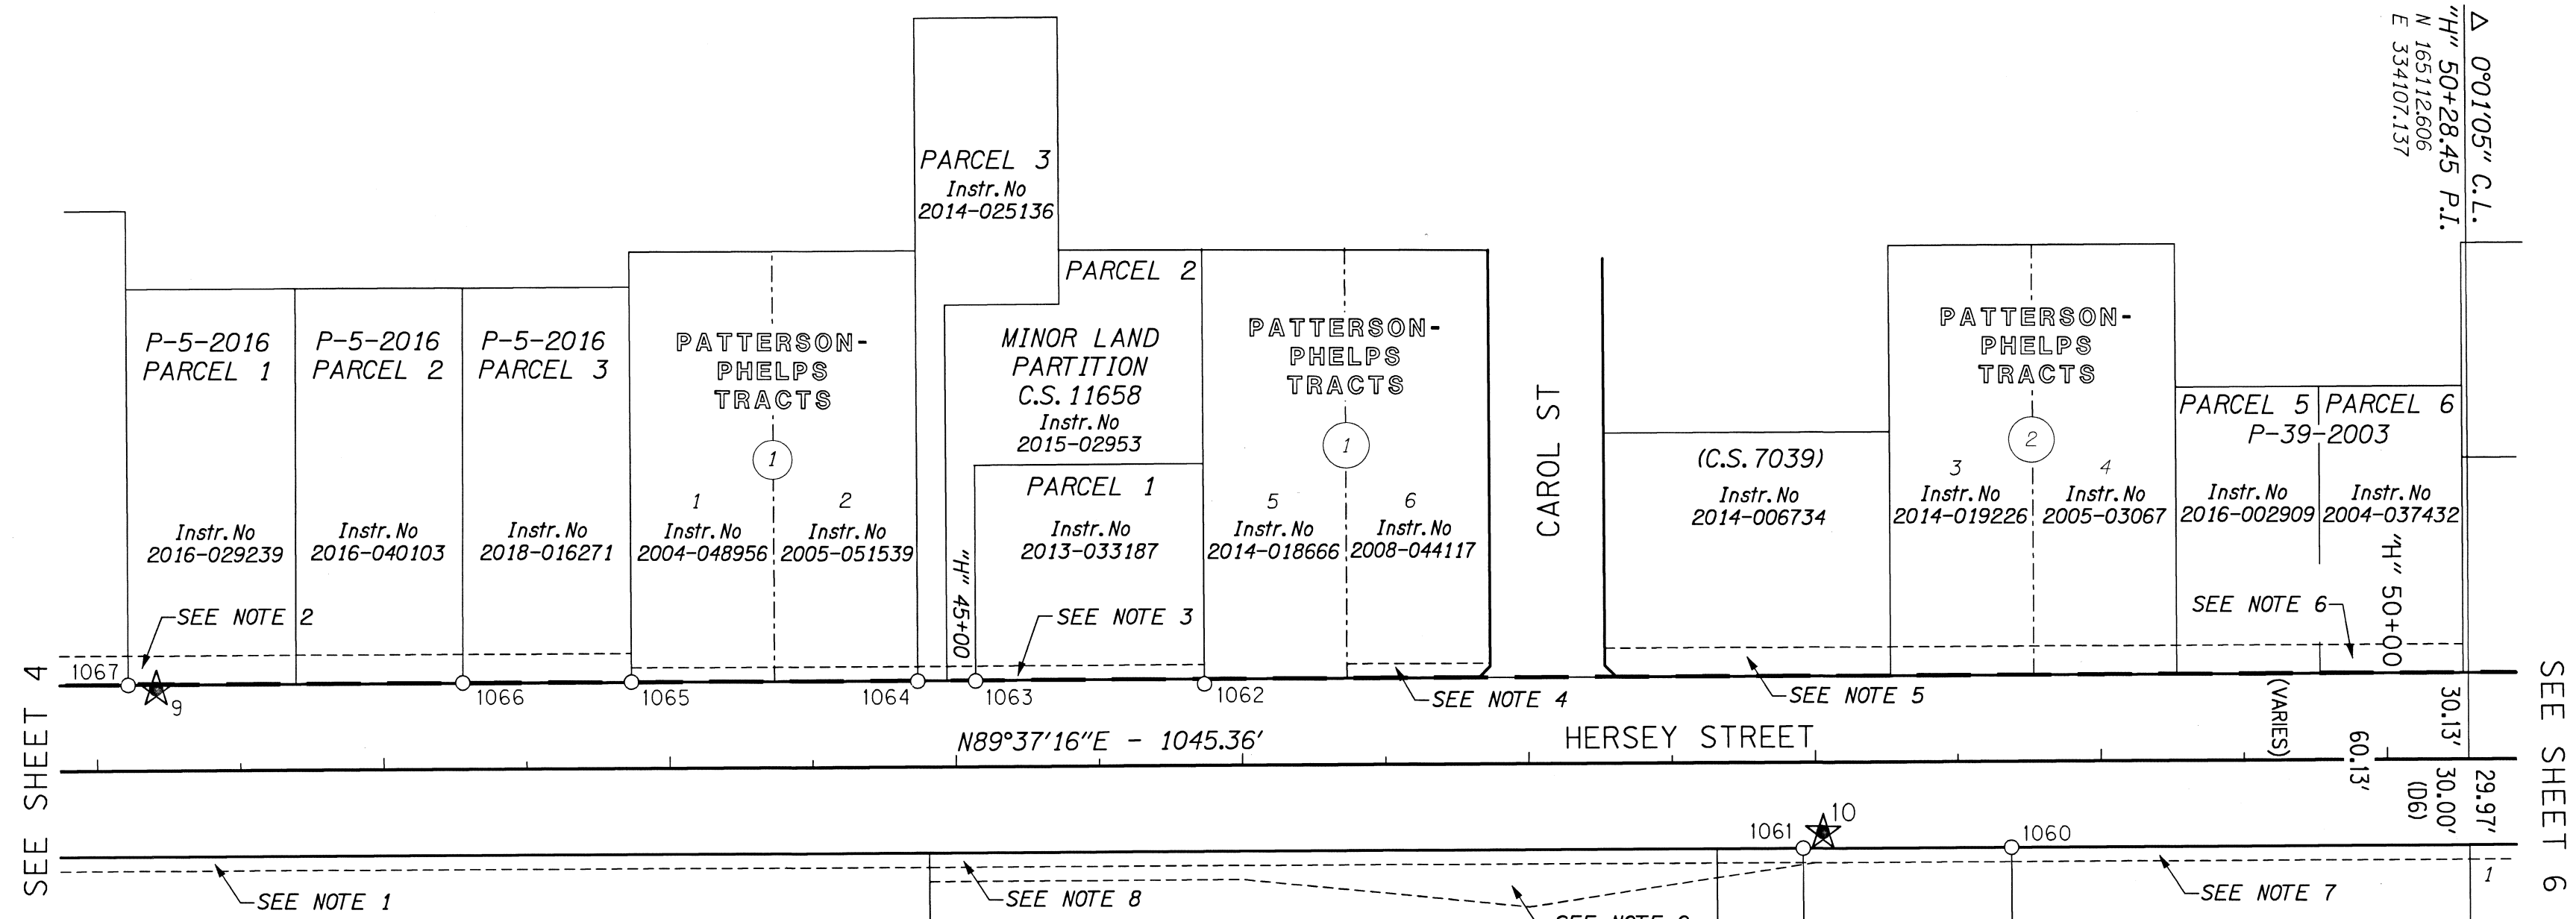 △ 0°01'05" C.L.
"H" 50+28.45 P.I.
N 165112.606
E 334107.137
PARCEL 3
Instr.No
2014-025136
P-5-2016
PARCEL 1
Instr.No
2016-029239
P-5-2016
PARCEL 2
Instr.No
2016-040103
P-5-2016
PARCEL 3
Instr.No
2018-016271
PATTERSON-
PHELPS
TRACTS
1
1
Instr.No
2004-048956
2
Instr.No
2005-051539
PARCEL 2
MINOR LAND
PARTITION
C.S. 11658
Instr.No
2015-02953
PARCEL 1
Instr.No
2013-033187
"H" 45+00
PATTERSON-
PHELPS
TRACTS
1
5
Instr.No
2014-018666
6
Instr.No
2008-044117
CAROL ST
(C.S. 7039)
Instr.No
2014-006734
PATTERSON-
PHELPS
TRACTS
2
3
Instr.No
2014-019226
4
Instr.No
2005-03067
PARCEL 5
PARCEL 6
P-39-2003
Instr.No
2016-002909
Instr.No
2004-037432
"H" 50+00
SEE NOTE 2
SEE NOTE 3
SEE NOTE 4
SEE NOTE 5
SEE NOTE 6
SEE SHEET 4
1067
9
1066
1065
1064
1063
1062
N89°37'16"E - 1045.36'
HERSEY STREET
(VARIES)
60.13'
30.13'
30.00'
(D6)
29.97'
SEE SHEET 6
1061
10
1060
SEE NOTE 1
SEE NOTE 8
SEE NOTE 7
1